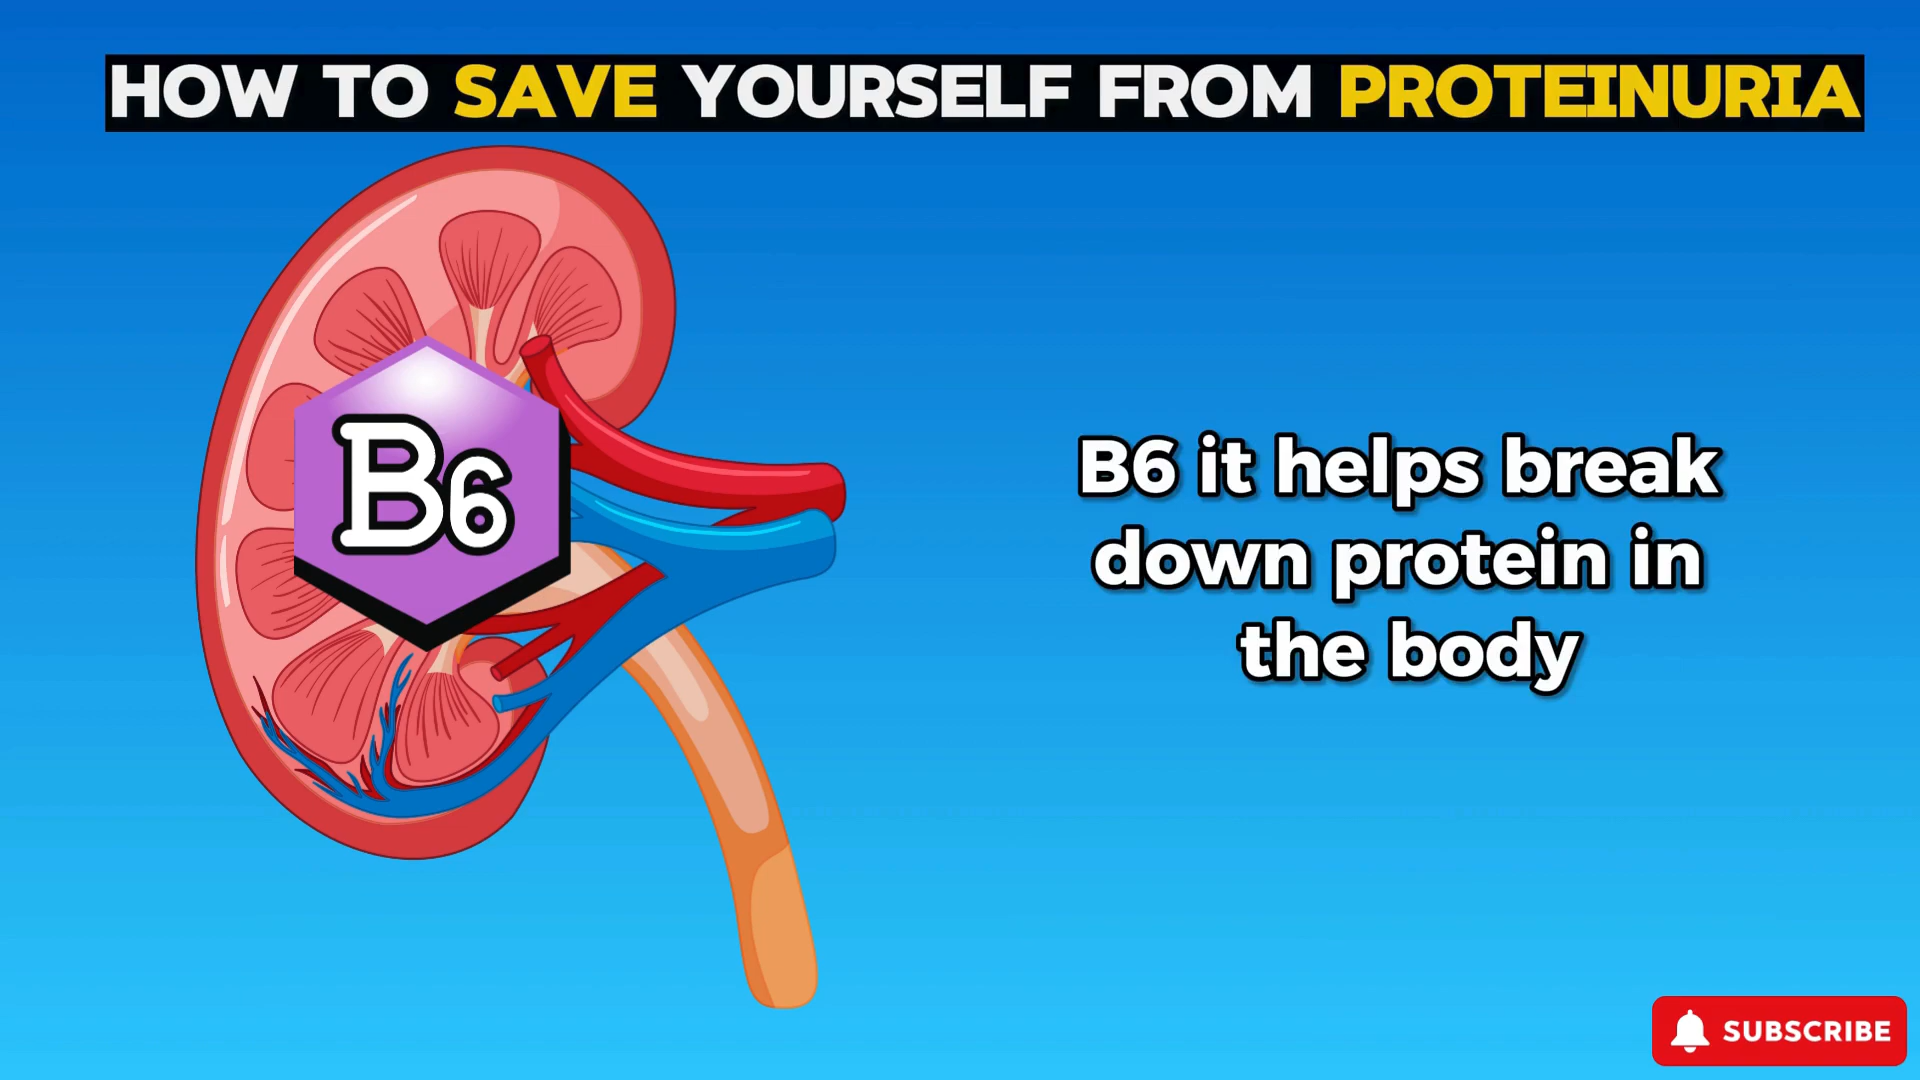 HOW TO SAVE YOURSELF FROM PROTEINURIA
B6
B6 it helps break
down protein in
the body
SUBSCRIBE